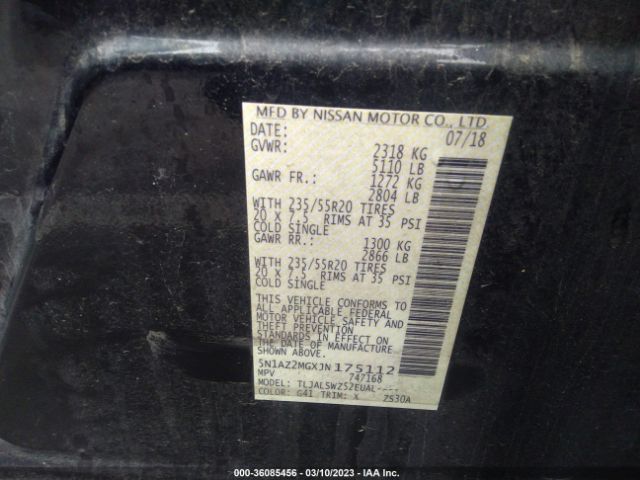 MFD BY NISSAN MOTOR CO., LTD.
DATE: 07/18
GVWR: 2318 KG
5110 LB
GAWR FR.: 1272 KG
2804 LB
WITH 235/55R20 TIRES
20 X 7.5 RIMS AT 35 PSI
COLD SINGLE
GAWR RR.: 1300 KG
2866 LB
WITH 235/55R20 TIRES
20 X 7.5 RIMS AT 35 PSI
COLD SINGLE
THIS VEHICLE CONFORMS TO
ALL APPLICABLE FEDERAL
MOTOR VEHICLE SAFETY AND
THEFT PREVENTION
STANDARDS IN EFFECT ON
THE DATE OF MFR SHOWN ABOVE.
5N1AZ2MGXJN175112
MPV 747168
MODEL: TLJALSWZ52EUAL----
COLOR: G41 TRIM: X ZS30A
000-36085456 - 03/10/2023 - IAA Inc.